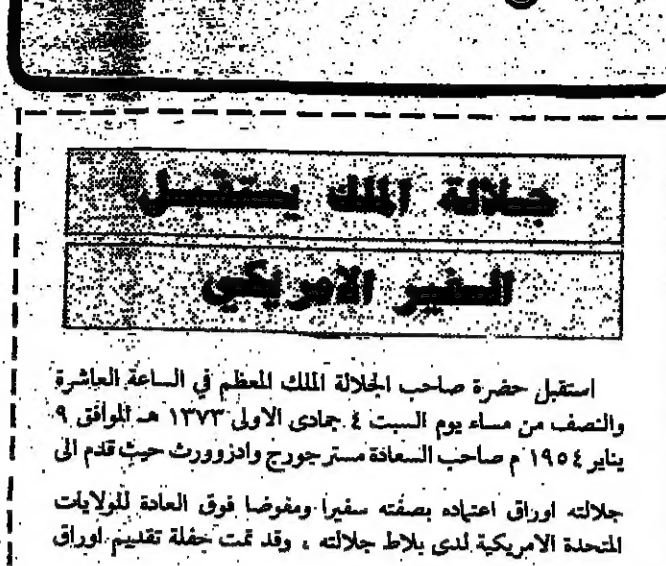 جلالة الملك يستقبل
السفير الامريكي
استقبل حضرة صاحب الجلالة الملك المعظم في الساعة العاشرة
والنصف من مساء يوم السبت ٤ جمادى الاولى ١٣٧٣ هـ الموافق ٩
يناير ١٩٥٤ م صاحب السعادة مستر جورج وادزوورث حيث قدم الى
جلالته اوراق اعتماده بصفته سفيرا ومفوضا فوق العادة للولايات
المتحدة الامريكية لدى بلاط جلالته ، وقد تمت حفلة تقديم اوراق